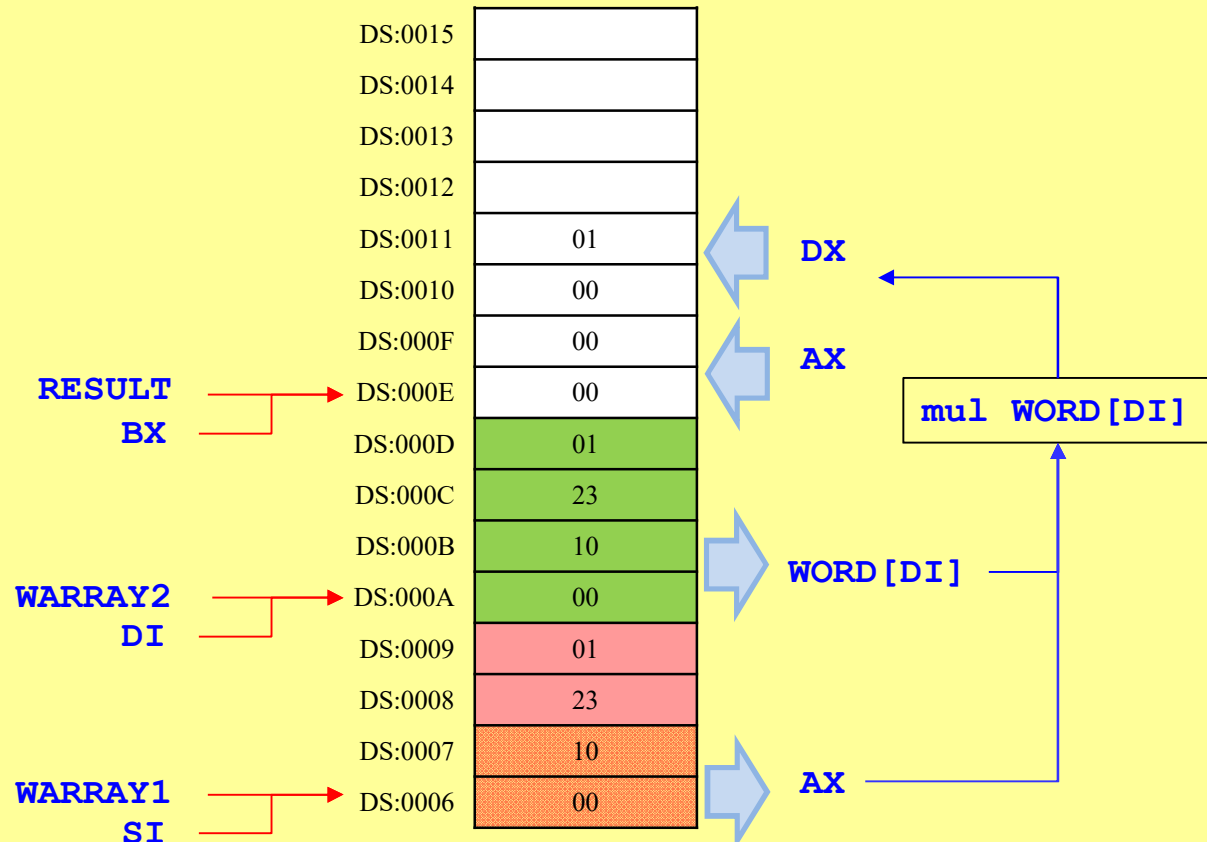 DS:0015
DS:0014
DS:0013
DS:0012
DS:0011 01 DX
DS:0010 00
DS:000F 00 AX
RESULT DS:000E 00 mul WORD[DI]
BX DS:000D 01
DS:000C 23
DS:000B 10 WORD[DI]
WARRAY2 DS:000A 00
DI DS:0009 01
DS:0008 23
DS:0007 10 AX
WARRAY1 DS:0006 00
SI